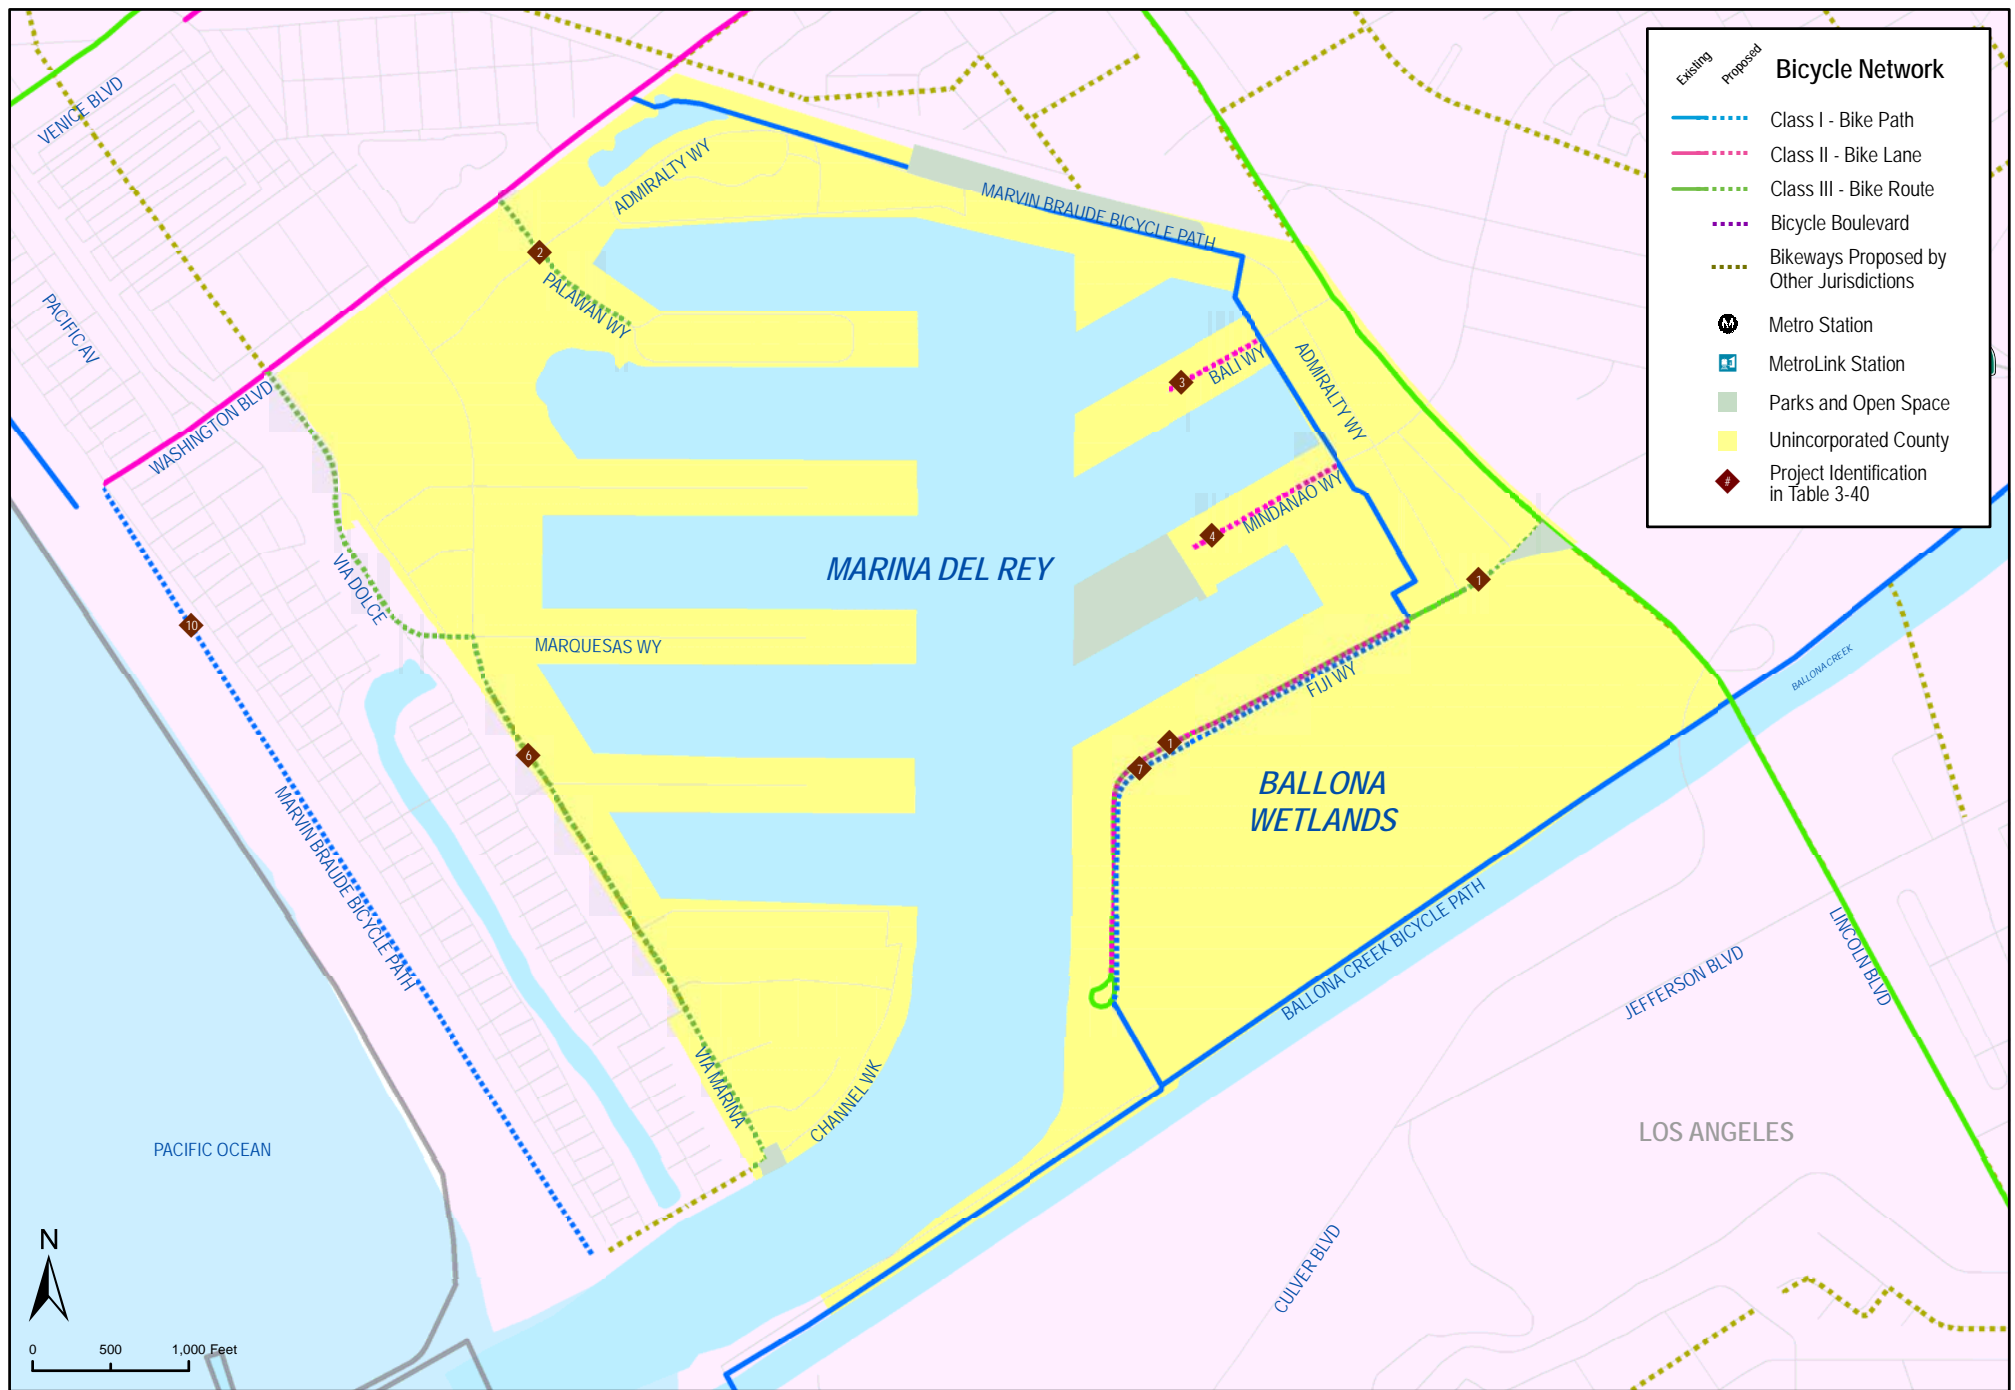 Existing
Proposed
Bicycle Network
Class I - Bike Path
Class II - Bike Lane
Class III - Bike Route
Bicycle Boulevard
Bikeways Proposed by
Other Jurisdictions
M
Metro Station
MetroLink Station
Parks and Open Space
Unincorporated County
#
Project Identification
in Table 3-40
VENICE BLVD
ADMIRALTY WY
MARVIN BRAUDE BICYCLE PATH
2
PALAWAN WY
PACIFIC AV
WASHINGTON BLVD
3
BALI WY
ADMIRALTY WY
4
MINDANAO WY
MARINA DEL REY
VIA DOLCE
1
10
MARQUESAS WY
FIJI WY
BALLONA CREEK
6
1
7
BALLONA
WETLANDS
MARVIN BRAUDE BICYCLE PATH
BALLONA CREEK BICYCLE PATH
LINCOLN BLVD
JEFFERSON BLVD
VIA MARINA
CHANNEL WK
PACIFIC OCEAN
LOS ANGELES
CULVER BLVD
N
0 500 1,000 Feet